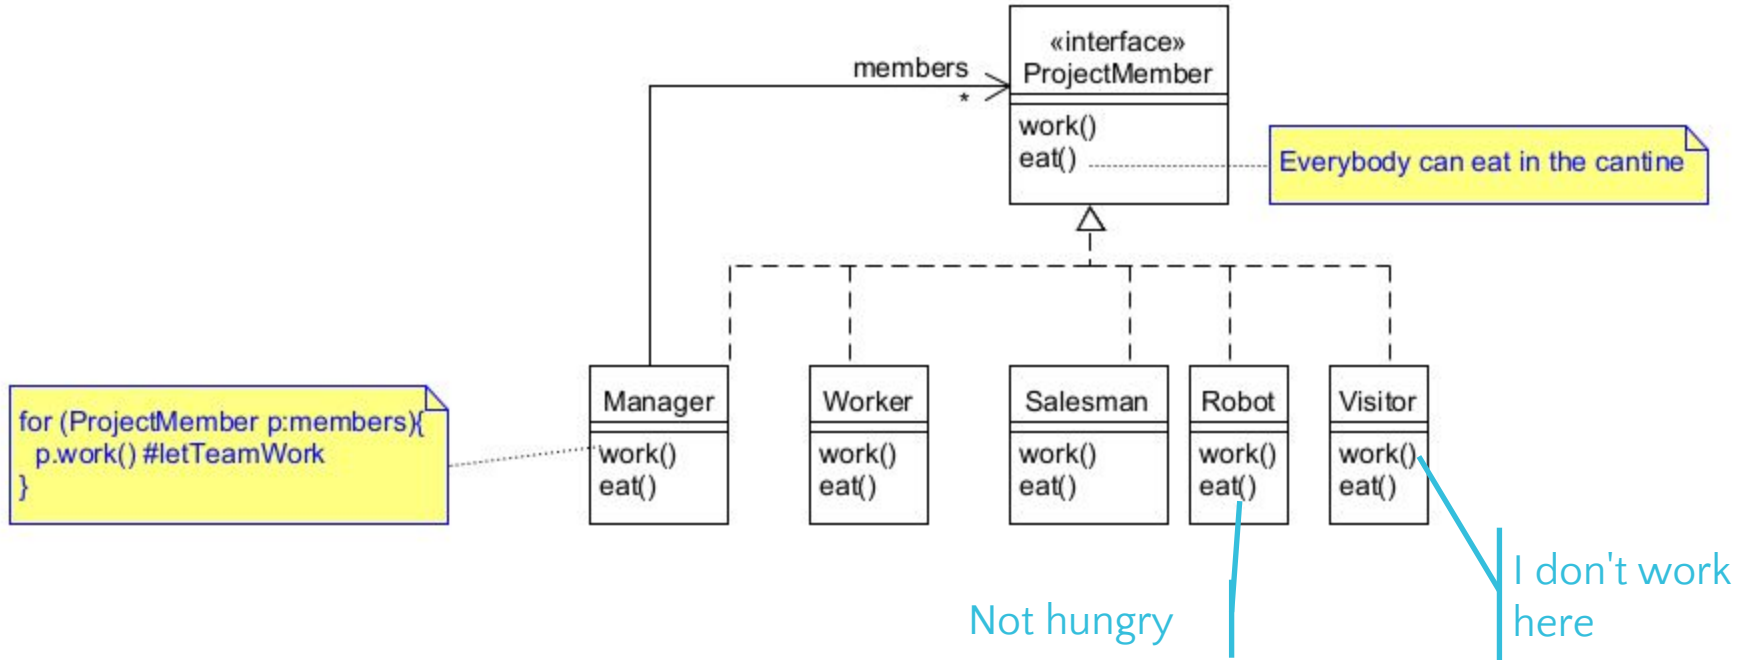 «interface»
ProjectMember
members
*
work()
eat()
Everybody can eat in the cantine
for (ProjectMember p:members){
p.work() #letTeamWork
}
Manager
work()
eat()
Worker
work()
eat()
Salesman
work()
eat()
Robot
work()
eat()
Visitor
work()
eat()
Not hungry
I don't work
here